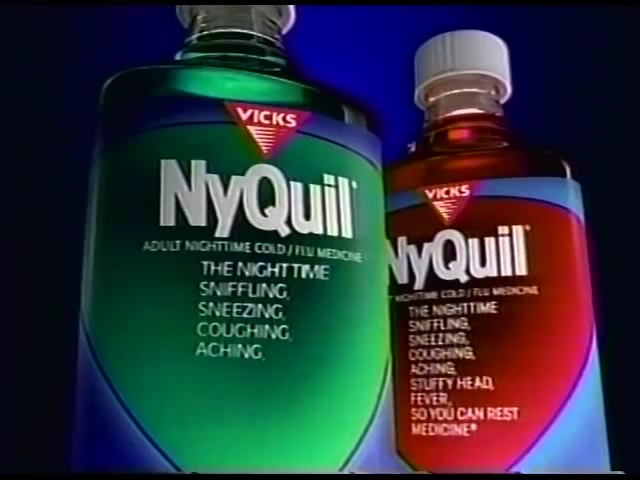 VICKS
NyQuil
ADULT NIGHTTIME COLD / FLU MEDICINE
THE NIGHTTIME
SNIFFLING,
SNEEZING,
COUGHING,
ACHING,
VICKS
NyQuil
NIGHTTIME COLD / FLU MEDICINE
THE NIGHTTIME
SNIFFLING,
SNEEZING,
COUGHING,
ACHING,
STUFFY HEAD,
FEVER,
SO YOU CAN REST
MEDICINE®